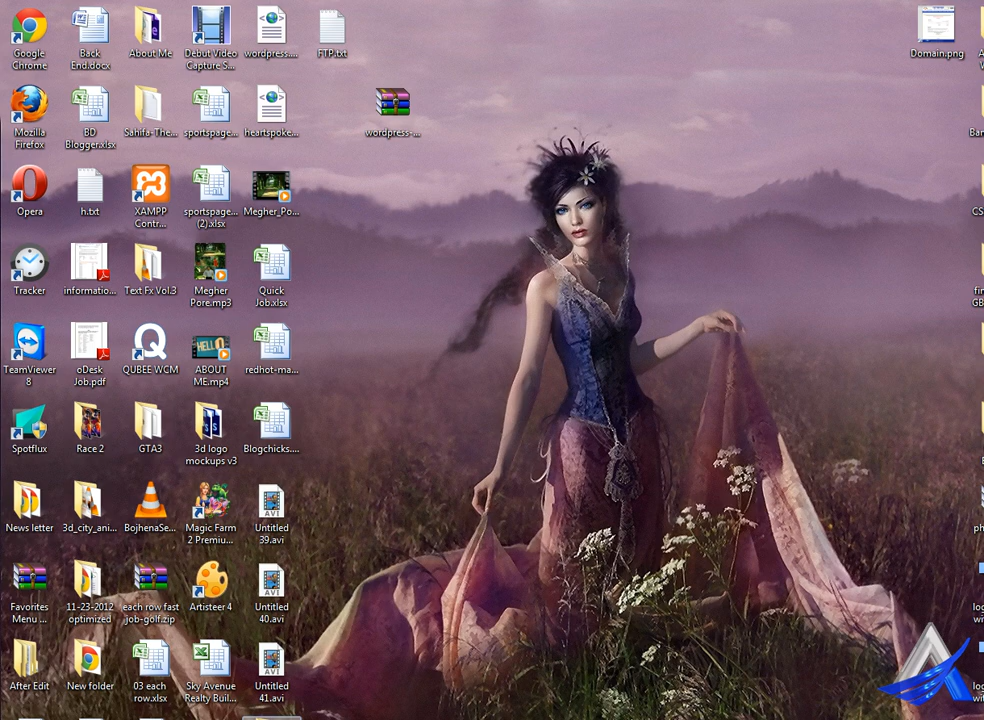 Google
Chrome
Back
End.docx
About Me
Debut Video
Capture S...
wordpress....
FTP.txt
Domain.png
Mozilla
Firefox
BD
Blogger.xlsx
Sahifa-The...
sportspage...
heartspoke...
wordpress-...
Opera
h.txt
XAMPP
Contr...
sportspage...
(2).xlsx
Megher_Po...
CS
Tracker
informatio...
Text Fx Vol.3
Megher
Pore.mp3
Quick
Job.xlsx
TeamViewer
8
oDesk
Job.pdf
QUBEE WCM
HELLO
ABOUT
ME.mp4
redhot-ma...
Spotflux
Race 2
GTA3
3d logo
mockups v3
Blogchicks....
News letter
3d_city_ani...
BojhenaSe...
Magic Farm
2 Premiu...
AVI
Untitled
39.avi
Favorites
Menu ...
11-23-2012
optimized
each row fast
job-golf.zip
Artisteer 4
AVI
Untitled
40.avi
After Edit
New folder
03 each
row.xlsx
Sky Avenue
Realty Buil...
AVI
Untitled
41.avi